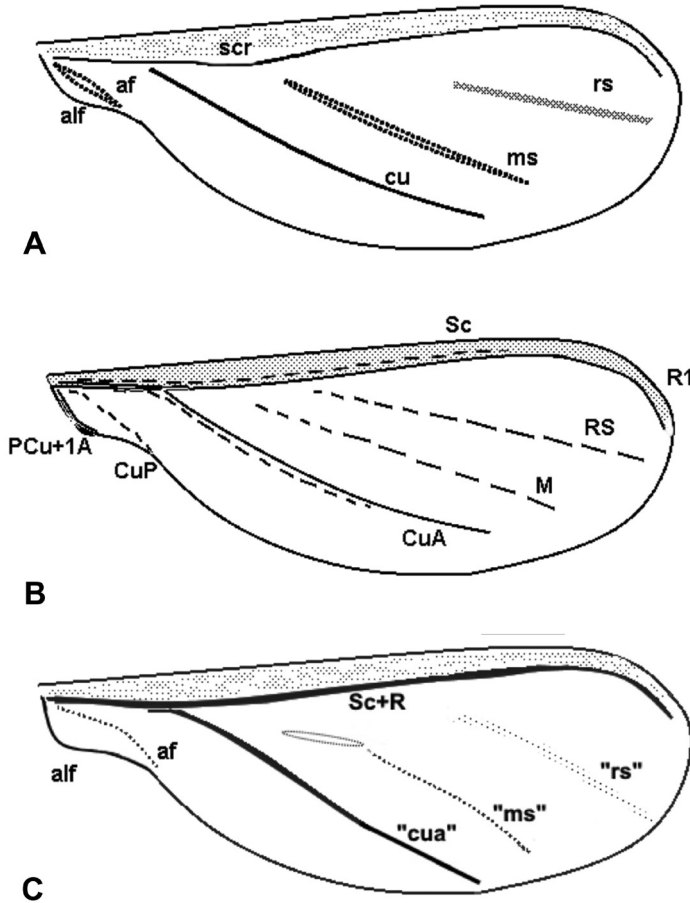 scr
af
rs
alf
ms
cu
A
Sc
R1
RS
PCu+1A
CuP
M
CuA
B
Sc+R
af
alf
"rs"
"ms"
"cua"
C